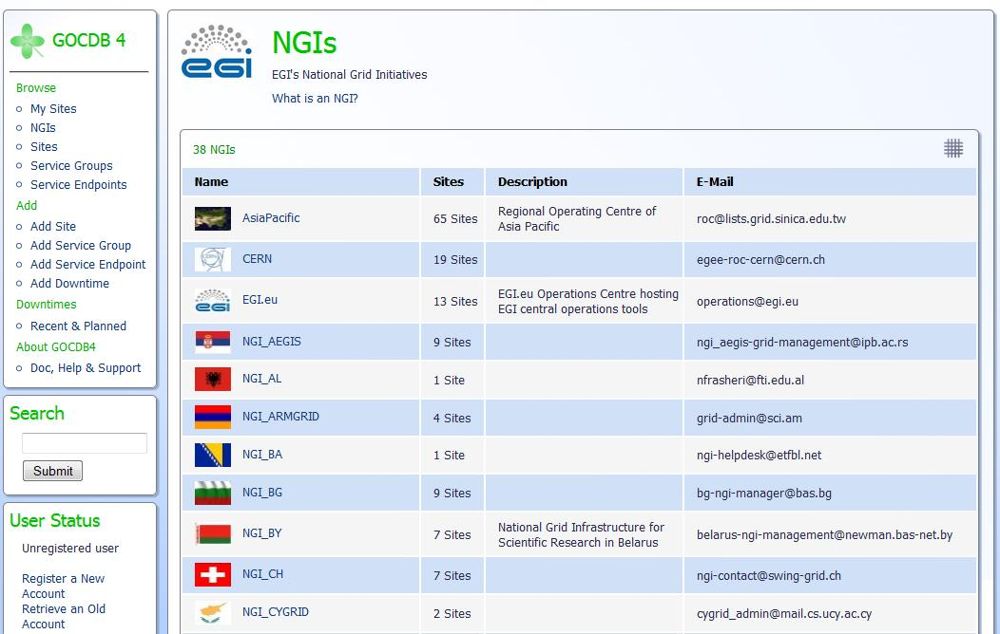 GOCDB 4
Browse
My Sites
NGIs
Sites
Service Groups
Service Endpoints
Add
Add Site
Add Service Group
Add Service Endpoint
Add Downtime
Downtimes
Recent & Planned
About GOCDB4
Doc, Help & Support
Search
Submit
User Status
Unregistered user
Register a New
Account
Retrieve an Old
Account
egi
NGIs
EGI's National Grid Initiatives
What is an NGI?
38 NGIs
Name Sites Description E-Mail
AsiaPacific 65 Sites Regional Operating Centre of Asia Pacific roc@lists.grid.sinica.edu.tw
CERN CERN 19 Sites egee-roc-cern@cern.ch
egi EGI.eu 13 Sites EGI.eu Operations Centre hosting EGI central operations tools operations@egi.eu
NGI_AEGIS 9 Sites ngi_aegis-grid-management@ipb.ac.rs
NGI_AL 1 Site nfrasheri@fti.edu.al
NGI_ARMGRID 4 Sites grid-admin@sci.am
NGI_BA 1 Site ngi-helpdesk@etfbl.net
NGI_BG 9 Sites bg-ngi-manager@bas.bg
NGI_BY 7 Sites National Grid Infrastructure for Scientific Research in Belarus belarus-ngi-management@newman.bas-net.by
NGI_CH 7 Sites ngi-contact@swing-grid.ch
NGI_CYGRID 2 Sites cygrid_admin@mail.cs.ucy.ac.cy